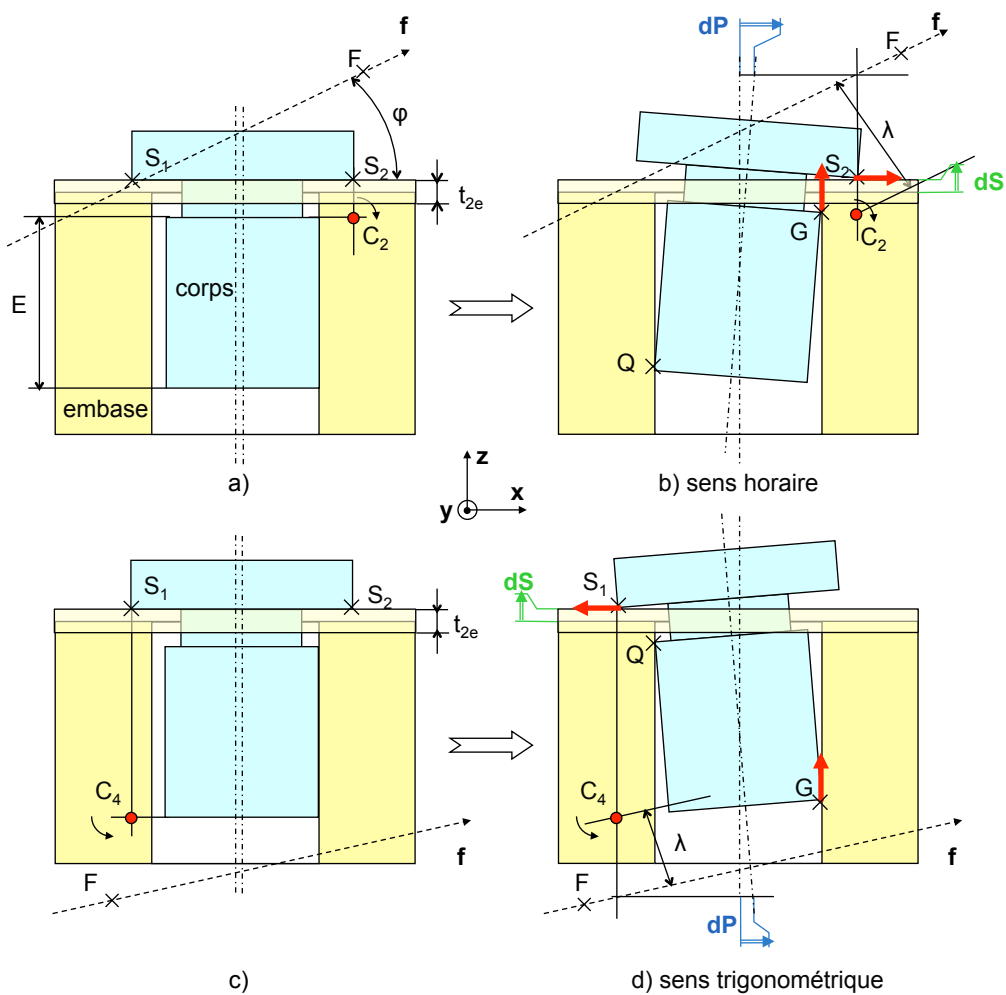 f
F
φ
S1
S2
t2e
C2
E
corps
embase
a)
dP
f
F
λ
S2
dS
G
C2
Q
b) sens horaire
z
x
y
S1
S2
t2e
C4
F
f
c)
dS
S1
Q
C4
G
λ
f
F
dP
d) sens trigonométrique